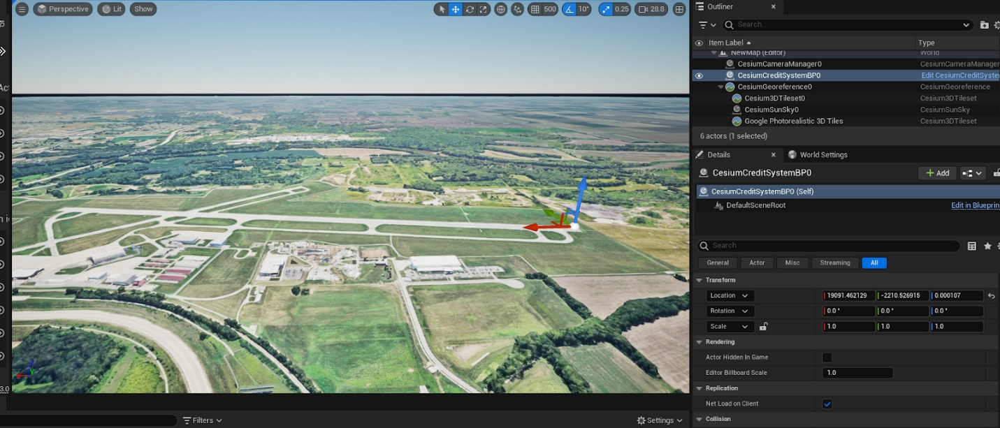 Perspective Lit Show 500 10° 0.25 28.8
Outliner
Search...
Item Label Type
NewMap (Editor) World
CesiumCameraManager0 CesiumCameraManager
CesiumCreditSystemBP0 Edit CesiumCreditSyste
CesiumGeoreference0 CesiumGeoreference
Cesium3DTileset0 Cesium3DTileset
CesiumSunSky0 CesiumSunSky
Google Photorealistic 3D Tiles Cesium3DTileset
6 actors (1 selected)
Details World Settings
CesiumCreditSystemBP0 + Add
CesiumCreditSystemBP0 (Self)
DefaultSceneRoot Edit in Blueprin
Search
General Actor Misc Streaming All
Transform
Location 19091.462129 -2210.526915 0.000107
Rotation 0.0° 0.0° 0.0°
Scale 1.0 1.0 1.0
Rendering
Actor Hidden In Game
Editor Billboard Scale 1.0
Replication
Net Load on Client
Collision
3.0
Filters Settings